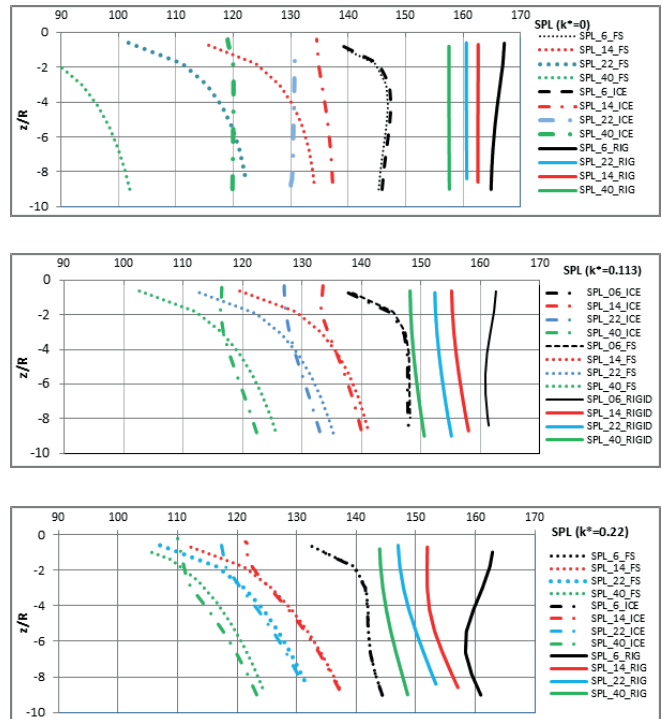 90 100 110 120 130 140 150 160 170
SPL (k*=0)
0
-2
-4
-6
-8
-10
z/R
SPL_6_FS
SPL_14_FS
SPL_22_FS
SPL_40_FS
SPL_6_ICE
SPL_14_ICE
SPL_22_ICE
SPL_40_ICE
SPL_6_RIG
SPL_22_RIG
SPL_14_RIG
SPL_40_RIG
90 100 110 120 130 140 150 160 170
SPL (k*=0.113)
0
-2
-4
-6
-8
-10
z/R
SPL_06_ICE
SPL_14_ICE
SPL_22_ICE
SPL_40_ICE
SPL_06_FS
SPL_14_FS
SPL_22_FS
SPL_40_FS
SPL_06_RIGID
SPL_14_RIGID
SPL_22_RIGID
SPL_40_RIGID
90 100 110 120 130 140 150 160 170
SPL (k*=0.22)
0
-2
-4
-6
-8
-10
z/R
SPL_6_FS
SPL_14_FS
SPL_22_FS
SPL_40_FS
SPL_6_ICE
SPL_14_ICE
SPL_22_ICE
SPL_40_ICE
SPL_6_RIG
SPL_14_RIG
SPL_22_RIG
SPL_40_RIG